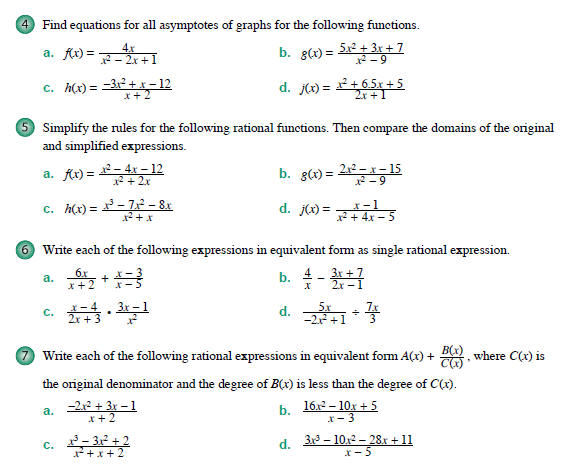 4 Find equations for all asymptotes of graphs for the following functions.
a. f(x) = 4x / x² – 2x + 1 b. g(x) = 5x² + 3x + 7 / x² – 9
c. h(x) = –3x² + x – 12 / x + 2 d. j(x) = x² + 6.5x + 5 / 2x + 1
5 Simplify the rules for the following rational functions. Then compare the domains of the original
and simplified expressions.
a. f(x) = x² – 4x – 12 / x² + 2x b. g(x) = 2x² – x – 15 / x² – 9
c. h(x) = x³ – 7x² – 8x / x² + x d. j(x) = x – 1 / x² + 4x – 5
6 Write each of the following expressions in equivalent form as single rational expression.
a. 6x / x + 2 + x – 3 / x – 5 b. 4 / x – 3x + 7 / 2x – 1
c. x – 4 / 2x + 3 · 3x – 1 / x² d. 5x / –2x² + 1 ÷ 7x / 3
7 Write each of the following rational expressions in equivalent form A(x) + B(x) / C(x), where C(x) is
the original denominator and the degree of B(x) is less than the degree of C(x).
a. –2x² + 3x – 1 / x + 2 b. 16x² – 10x + 5 / x – 3
c. x³ – 3x² + 2 / x² + x + 2 d. 3x³ – 10x² – 28x + 11 / x – 5